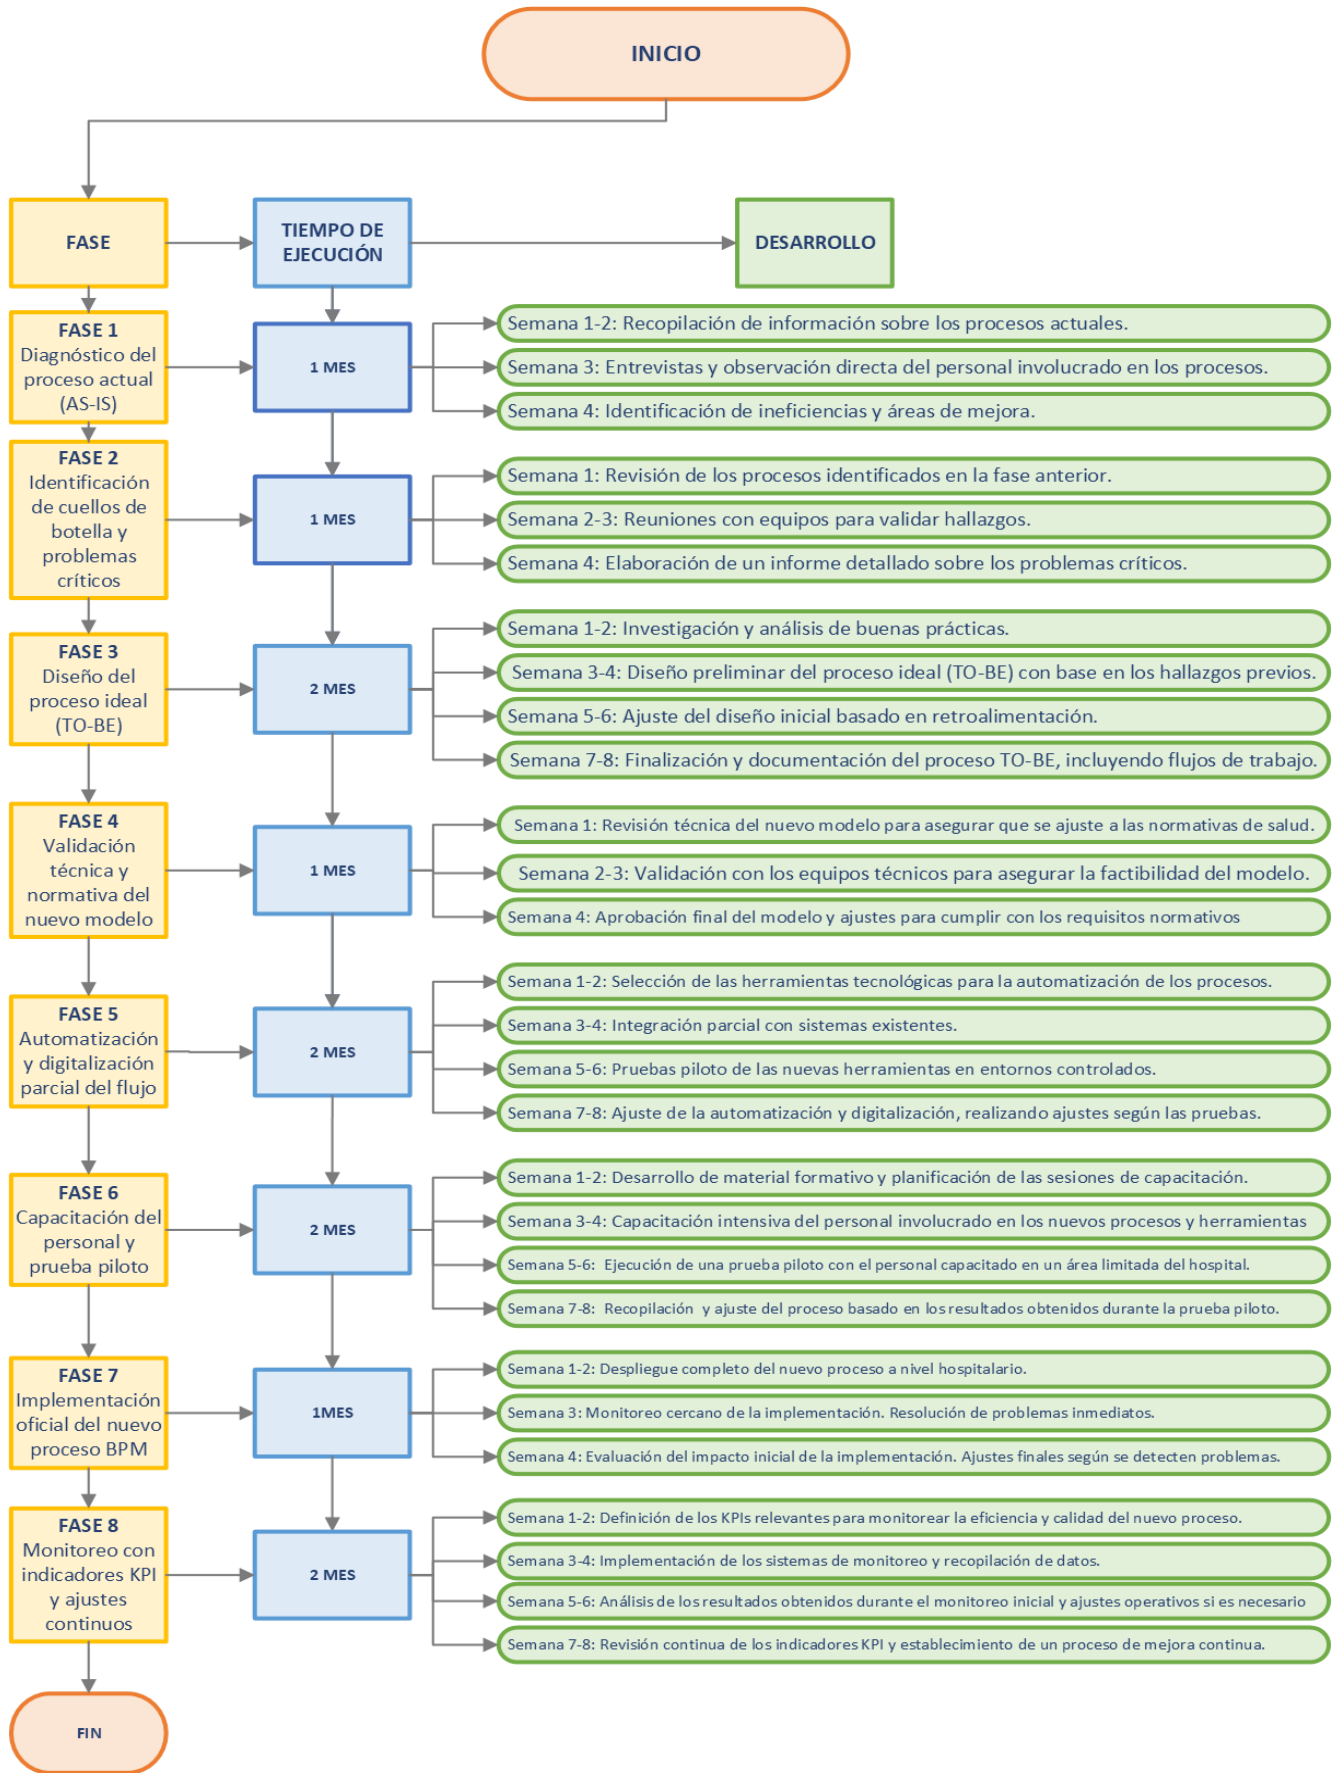 INICIO
FASE
TIEMPO DE
EJECUCIÓN
DESARROLLO
FASE 1
Diagnóstico del
proceso actual
(AS-IS)
1 MES
Semana 1-2: Recopilación de información sobre los procesos actuales.
Semana 3: Entrevistas y observación directa del personal involucrado en los procesos.
Semana 4: Identificación de ineficiencias y áreas de mejora.
FASE 2
Identificación
de cuellos de
botella y
problemas
críticos
1 MES
Semana 1: Revisión de los procesos identificados en la fase anterior.
Semana 2-3: Reuniones con equipos para validar hallazgos.
Semana 4: Elaboración de un informe detallado sobre los problemas críticos.
FASE 3
Diseño del
proceso ideal
(TO-BE)
2 MES
Semana 1-2: Investigación y análisis de buenas prácticas.
Semana 3-4: Diseño preliminar del proceso ideal (TO-BE) con base en los hallazgos previos.
Semana 5-6: Ajuste del diseño inicial basado en retroalimentación.
Semana 7-8: Finalización y documentación del proceso TO-BE, incluyendo flujos de trabajo.
FASE 4
Validación
técnica y
normativa del
nuevo modelo
1 MES
Semana 1: Revisión técnica del nuevo modelo para asegurar que se ajuste a las normativas de salud.
Semana 2-3: Validación con los equipos técnicos para asegurar la factibilidad del modelo.
Semana 4: Aprobación final del modelo y ajustes para cumplir con los requisitos normativos
FASE 5
Automatización
y digitalización
parcial del flujo
2 MES
Semana 1-2: Selección de las herramientas tecnológicas para la automatización de los procesos.
Semana 3-4: Integración parcial con sistemas existentes.
Semana 5-6: Pruebas piloto de las nuevas herramientas en entornos controlados.
Semana 7-8: Ajuste de la automatización y digitalización, realizando ajustes según las pruebas.
FASE 6
Capacitación del
personal y
prueba piloto
2 MES
Semana 1-2: Desarrollo de material formativo y planificación de las sesiones de capacitación.
Semana 3-4: Capacitación intensiva del personal involucrado en los nuevos procesos y herramientas
Semana 5-6: Ejecución de una prueba piloto con el personal capacitado en un área limitada del hospital.
Semana 7-8: Recopilación y ajuste del proceso basado en los resultados obtenidos durante la prueba piloto.
FASE 7
Implementación
oficial del nuevo
proceso BPM
1MES
Semana 1-2: Despliegue completo del nuevo proceso a nivel hospitalario.
Semana 3: Monitoreo cercano de la implementación. Resolución de problemas inmediatos.
Semana 4: Evaluación del impacto inicial de la implementación. Ajustes finales según se detecten problemas.
FASE 8
Monitoreo con
indicadores KPI
y ajustes
continuos
2 MES
Semana 1-2: Definición de los KPIs relevantes para monitorear la eficiencia y calidad del nuevo proceso.
Semana 3-4: Implementación de los sistemas de monitoreo y recopilación de datos.
Semana 5-6: Análisis de los resultados obtenidos durante el monitoreo inicial y ajustes operativos si es necesario
Semana 7-8: Revisión continua de los indicadores KPI y establecimiento de un proceso de mejora continua.
FIN